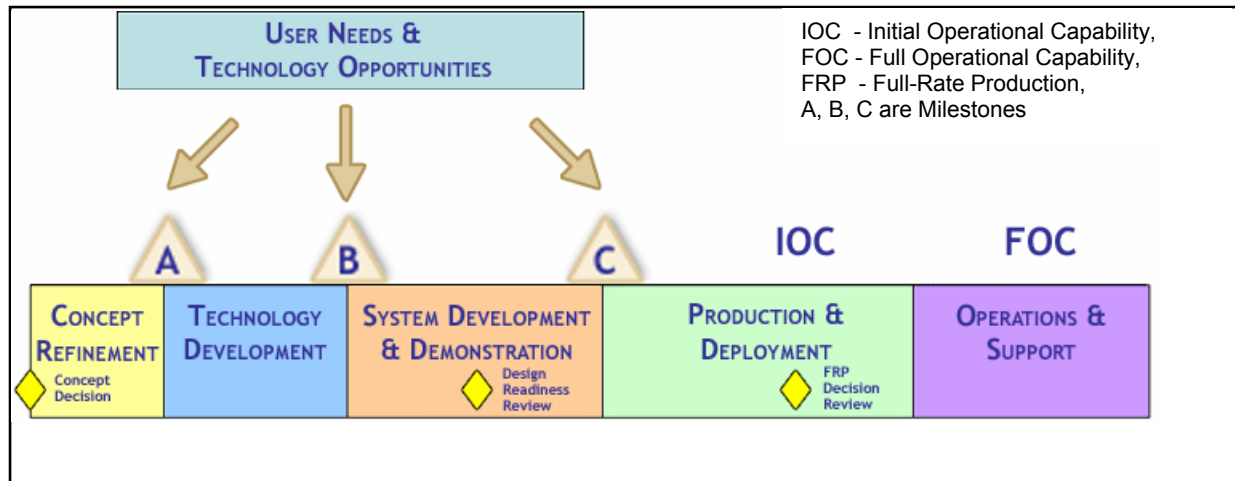 USER NEEDS &
TECHNOLOGY OPPORTUNITIES
IOC - Initial Operational Capability,
FOC - Full Operational Capability,
FRP - Full-Rate Production,
A, B, C are Milestones
A
B
C
IOC
FOC
CONCEPT
REFINEMENT
Concept
Decision
TECHNOLOGY
DEVELOPMENT
SYSTEM DEVELOPMENT
& DEMONSTRATION
Design
Readiness
Review
PRODUCTION &
DEPLOYMENT
FRP
Decision
Review
OPERATIONS &
SUPPORT